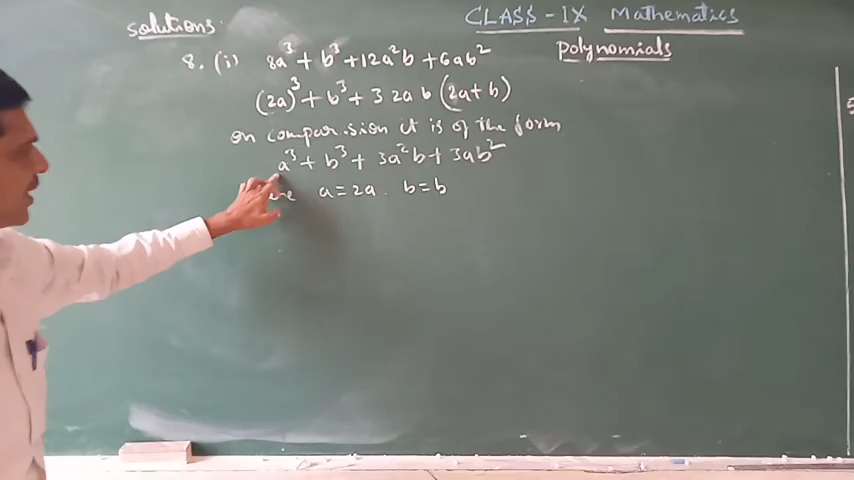 solutions
CLASS-IX Mathematics
polynomials
8. (i) 8a³ + b³ + 12a²b + 6ab²
(2a)³ + b³ + 3 2a b (2a + b)
on comparision it is of the form
a³ + b³ + 3a²b + 3ab²
a = 2a. b = b